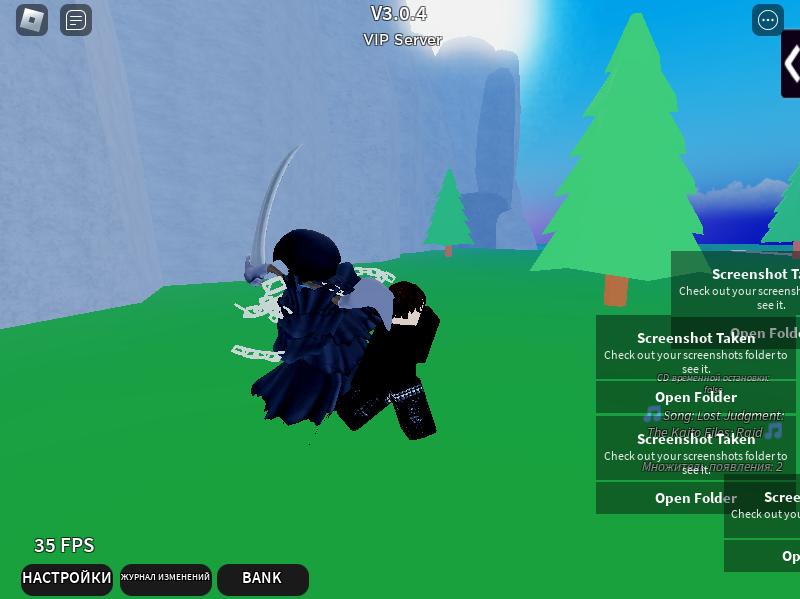 V3.0.4
VIP Server
Screenshot Ta
Check out your screens
see it.
Open Folde
Screenshot Taken
Check out your screenshots folder to
see it.
CD временной остановки:
false
Open Folder
🎵 Song: Lost Judgment:
The Kaito Files: Raid 🎵
Screenshot Taken
Check out your screenshots folder to
see it.
Множитель появления: 2
Open Folder
Scree
Check out you
Op
35 FPS
НАСТРОЙКИ
ЖУРНАЛ ИЗМЕНЕНИЙ
BANK